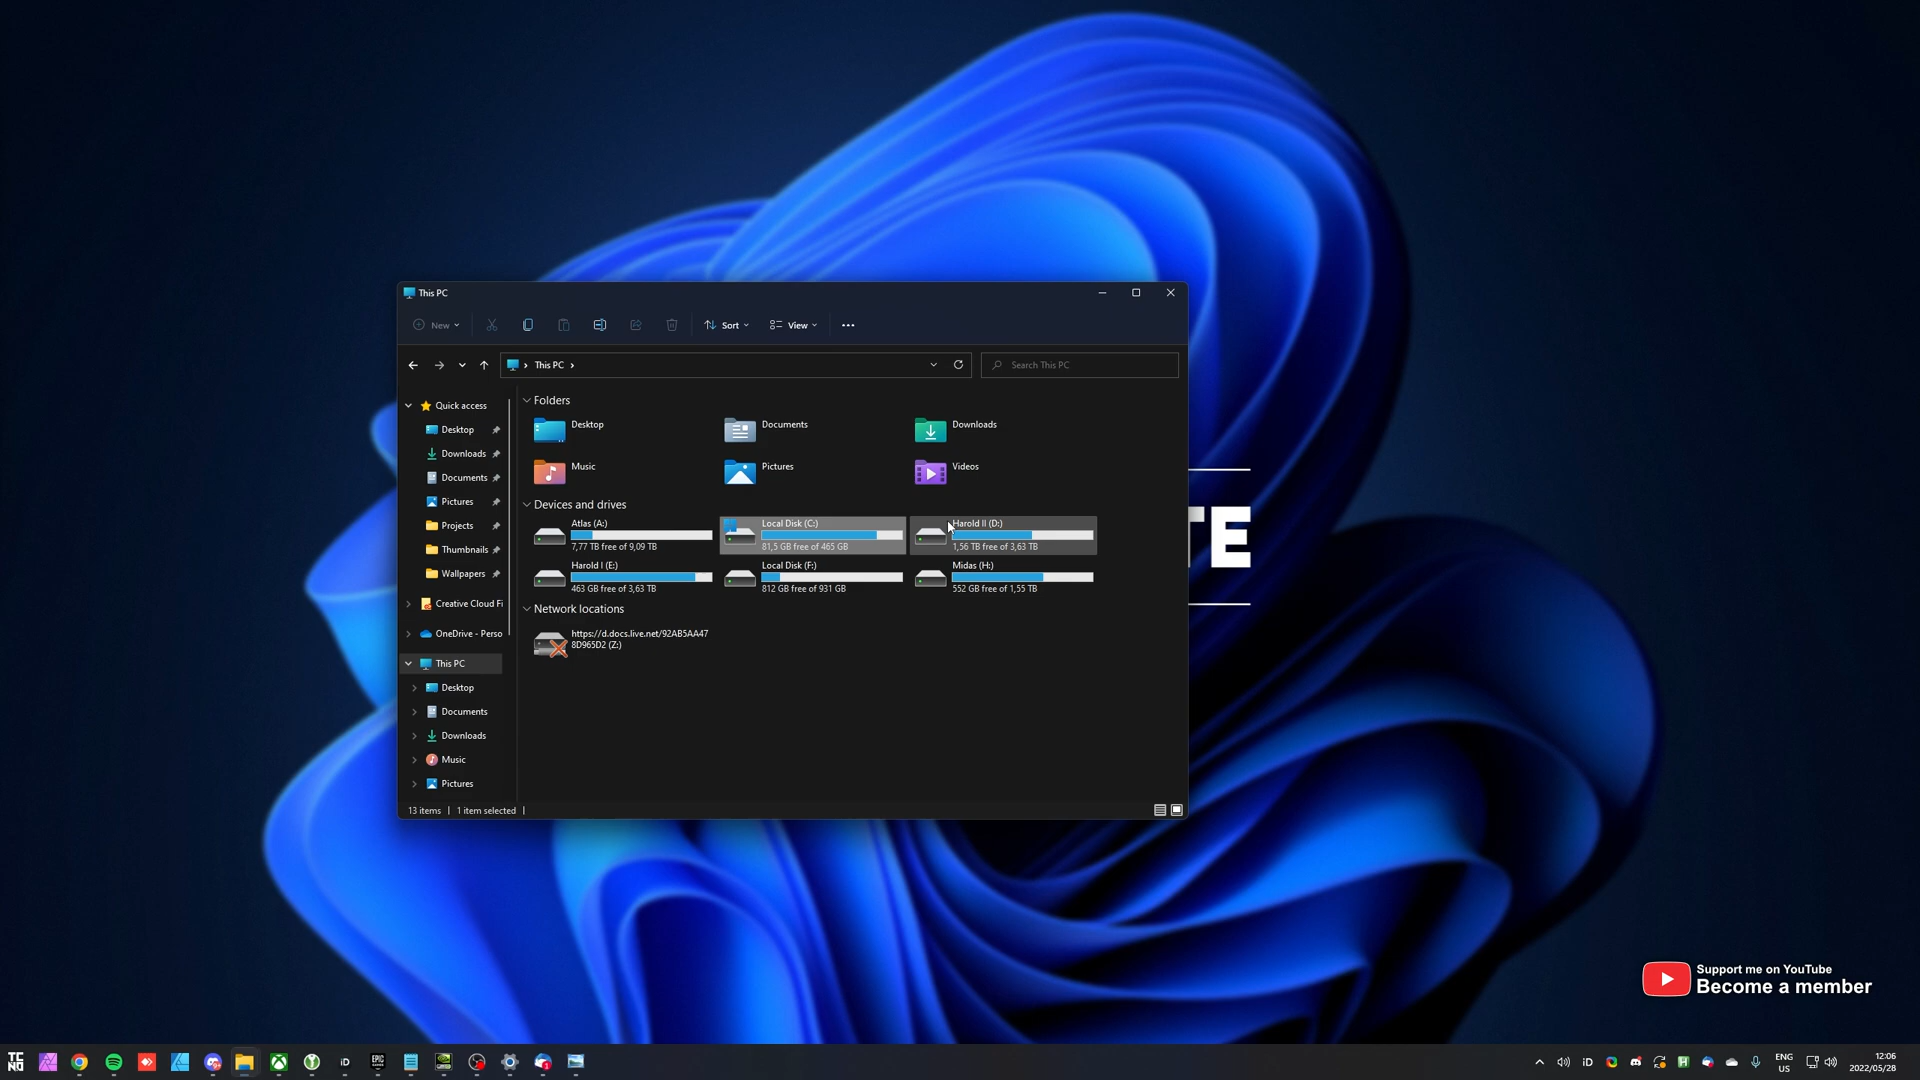 This PC
New
Sort
View
This PC
Search This PC
Quick access
Desktop
Downloads
Documents
Pictures
Projects
Thumbnails
Wallpapers
Creative Cloud Fi
OneDrive - Perso
This PC
Desktop
Documents
Downloads
Music
Pictures
Folders
Desktop
Documents
Downloads
Music
Pictures
Videos
Devices and drives
Atlas (A:)
7,77 TB free of 9,09 TB
Local Disk (C:)
81,5 GB free of 465 GB
Harold II (D:)
1,56 TB free of 3,63 TB
Harold I (E:)
463 GB free of 3,63 TB
Local Disk (F:)
812 GB free of 931 GB
Midas (H:)
552 GB free of 1,55 TB
Network locations
https://d.docs.live.net/92AB5AA47
8D965D2 (Z:)
13 items
1 item selected
TE
Support me on YouTube
Become a member
TC
NO
iD
EPIC
GAMES
iD
ENG
US
12:06
2022/05/28